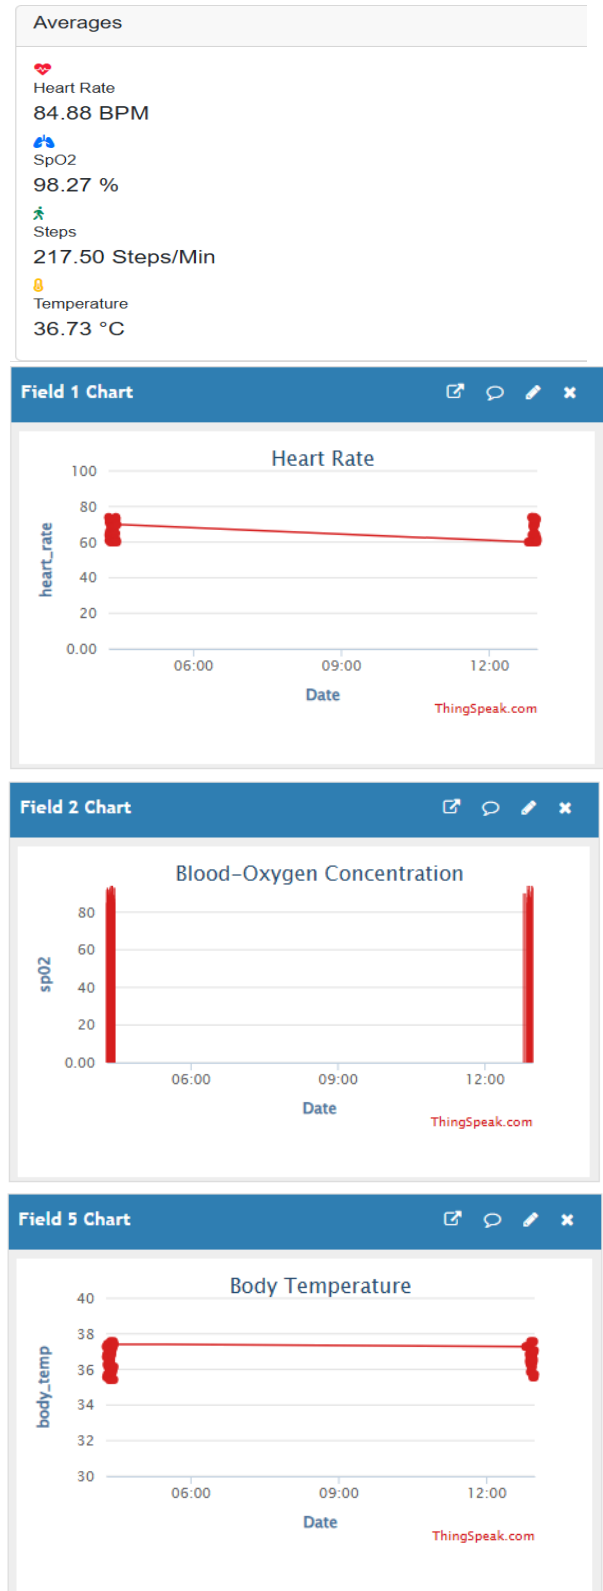 Averages
Heart Rate
84.88 BPM
SpO2
98.27 %
Steps
217.50 Steps/Min
Temperature
36.73 °C
Field 1 Chart
Heart Rate
100
80
60
40
20
0.00
heart_rate
06:00 09:00 12:00
Date
ThingSpeak.com
Field 2 Chart
Blood-Oxygen Concentration
80
60
40
20
0.00
sp02
06:00 09:00 12:00
Date
ThingSpeak.com
Field 5 Chart
Body Temperature
40
38
36
34
32
30
body_temp
06:00 09:00 12:00
Date
ThingSpeak.com